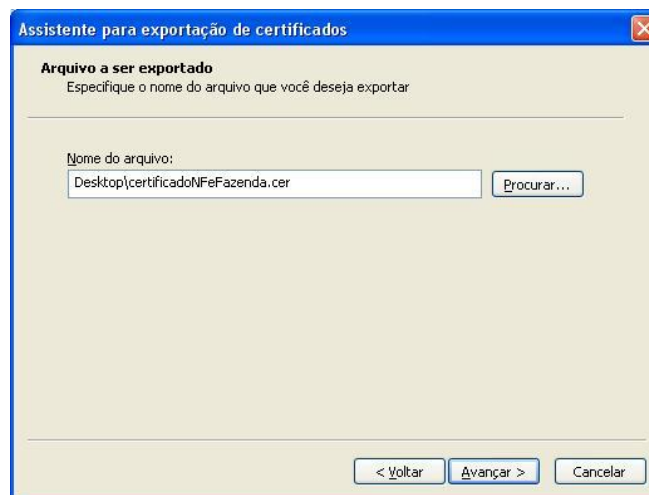 Assistente para exportação de certificados
Arquivo a ser exportado
Especifique o nome do arquivo que você deseja exportar
Nome do arquivo:
Desktop\certificadoNFeFazenda.cer
Procurar...
< Voltar
Avançar >
Cancelar